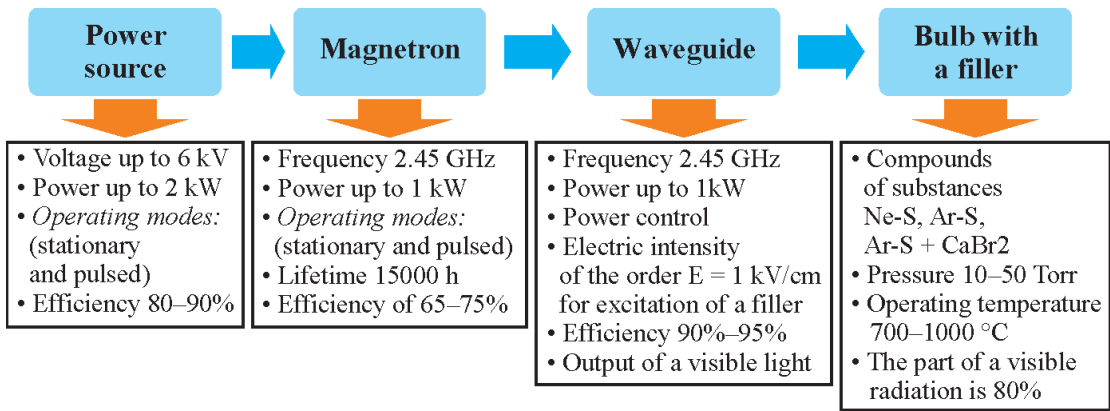 Power
source
Magnetron
Waveguide
Bulb with
a filler
• Voltage up to 6 kV
• Power up to 2 kW
• Operating modes:
(stationary
and pulsed)
• Efficiency 80–90%
• Frequency 2.45 GHz
• Power up to 1 kW
• Operating modes:
(stationary and pulsed)
• Lifetime 15000 h
• Efficiency of 65–75%
• Frequency 2.45 GHz
• Power up to 1kW
• Power control
• Electric intensity
of the order E = 1 kV/cm
for excitation of a filler
• Efficiency 90%–95%
• Output of a visible light
• Compounds
of substances
Ne-S, Ar-S,
Ar-S + CaBr2
• Pressure 10–50 Torr
• Operating temperature
700–1000 °C
• The part of a visible
radiation is 80%